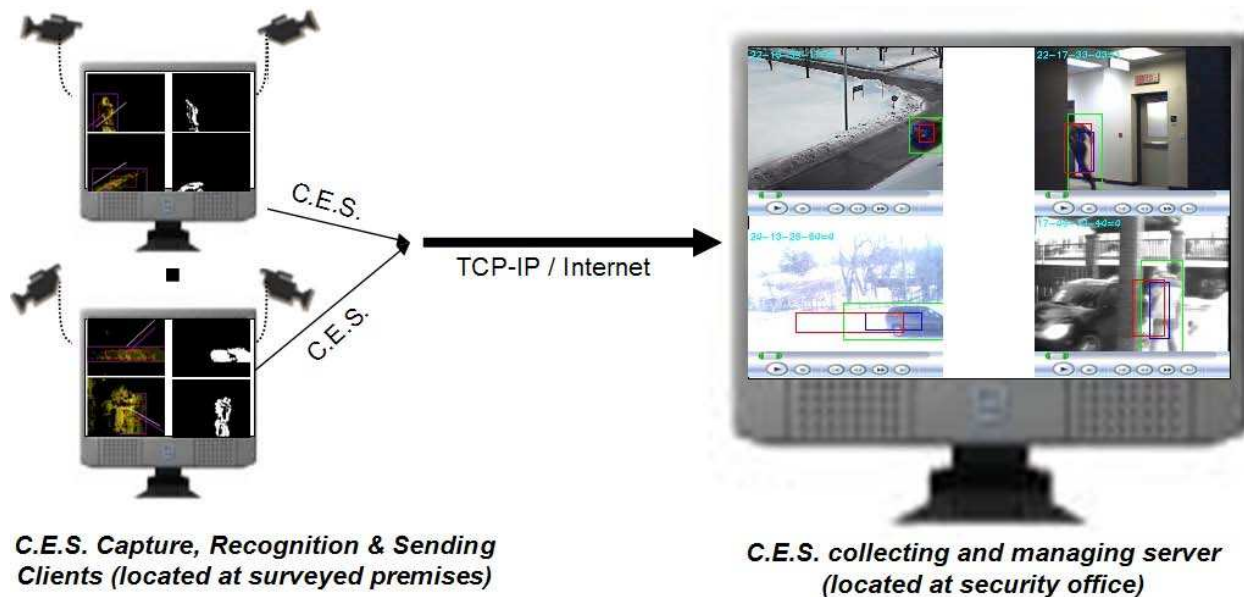 C.E.S.
C.E.S.
TCP-IP / Internet
C.E.S. Capture, Recognition & Sending
Clients (located at surveyed premises)
C.E.S. collecting and managing server
(located at security office)